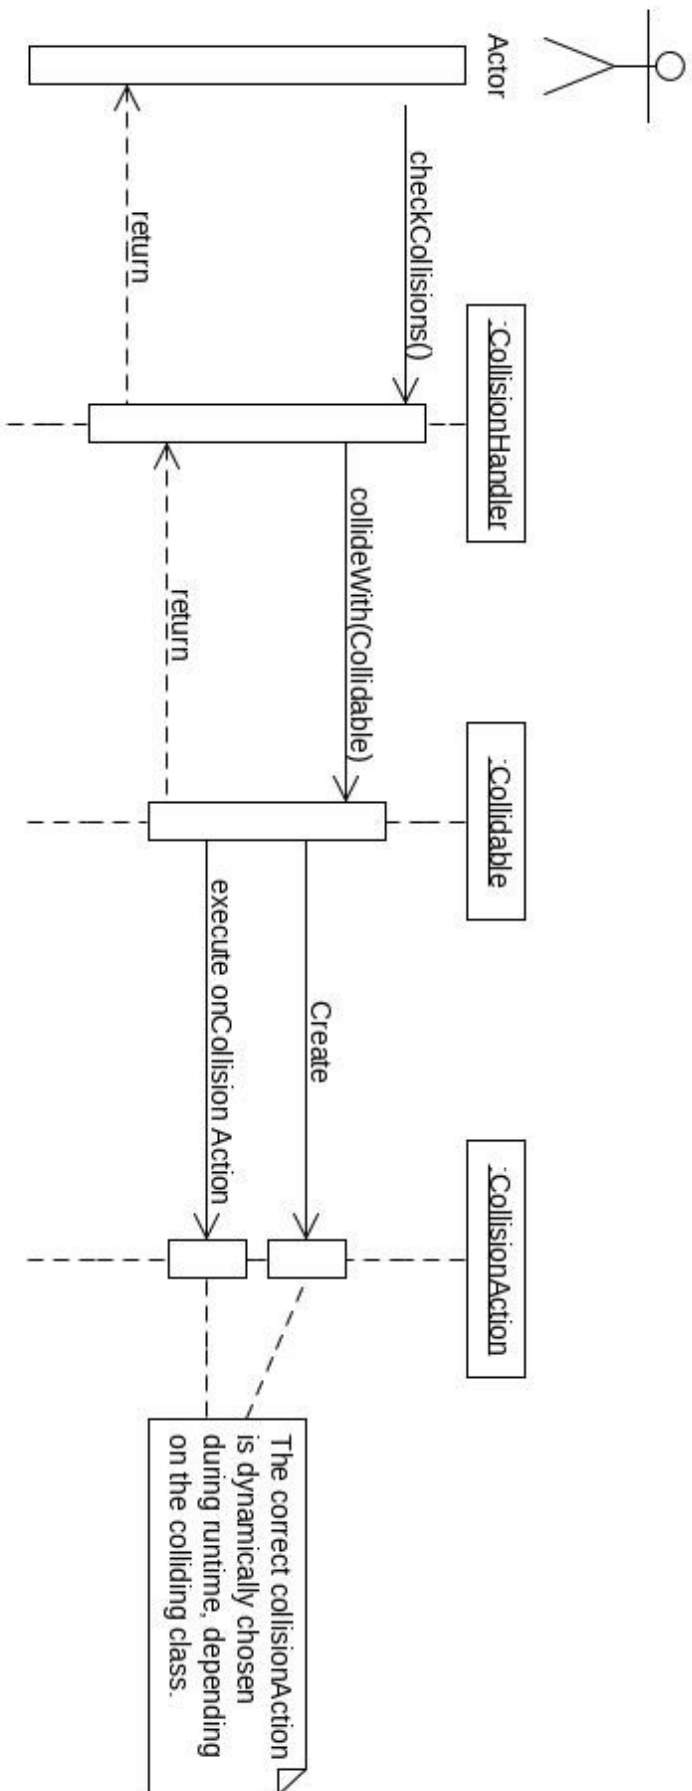 Actor
:CollisionHandler
:Collidable
:CollisionAction
checkCollisions()
collideWith(Collidable)
Create
execute onCollision Action
return
return
The correct collisionAction
is dynamically chosen
during runtime, depending
on the colliding class.